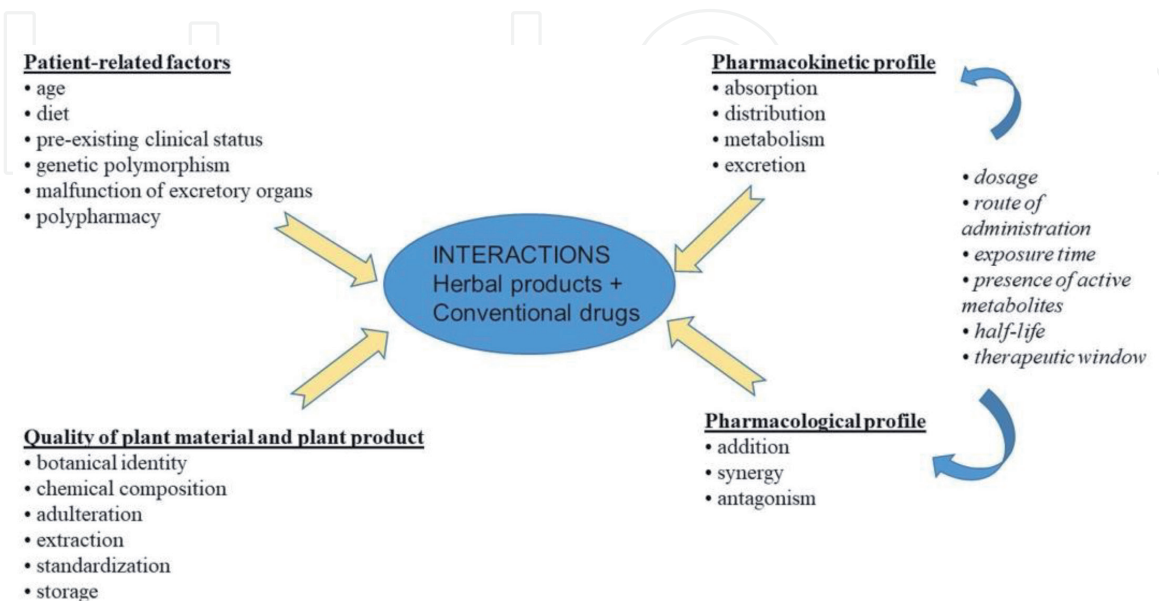 Patient-related factors
• age
• diet
• pre-existing clinical status
• genetic polymorphism
• malfunction of excretory organs
• polypharmacy
Pharmacokinetic profile
• absorption
• distribution
• metabolism
• excretion
• dosage
• route of
administration
• exposure time
• presence of active
metabolites
• half-life
• therapeutic window
INTERACTIONS
Herbal products +
Conventional drugs
Quality of plant material and plant product
• botanical identity
• chemical composition
• adulteration
• extraction
• standardization
• storage
Pharmacological profile
• addition
• synergy
• antagonism